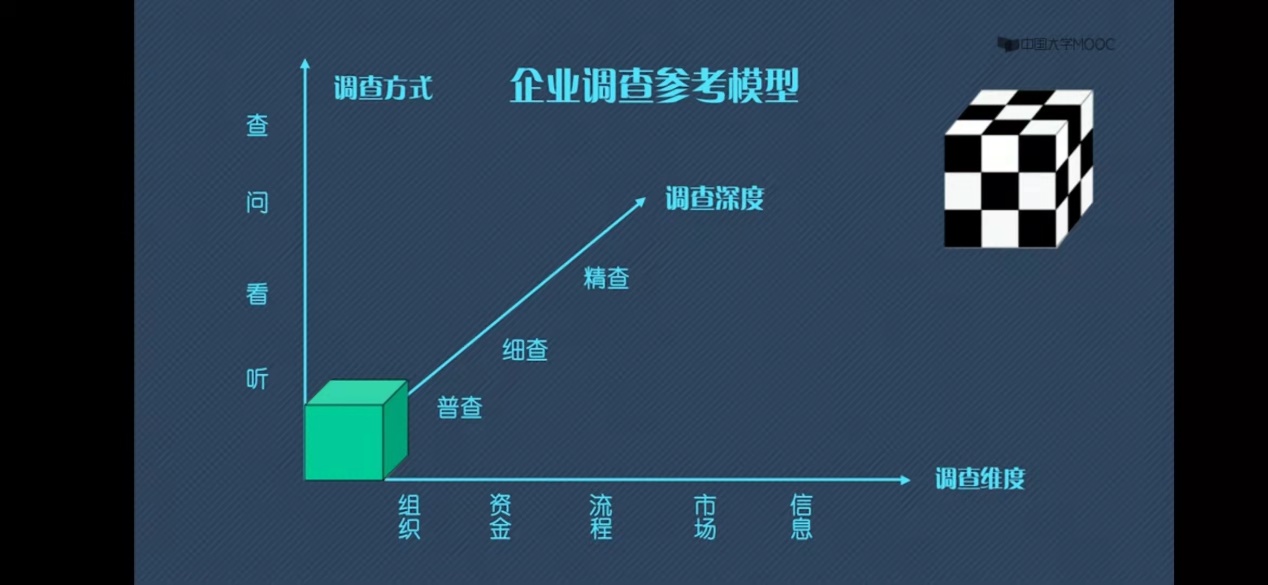 中国大学MOOC
企业调查参考模型
调查方式
查
问
看
听
调查深度
精查
细查
普查
调查维度
组织
资金
流程
市场
信息